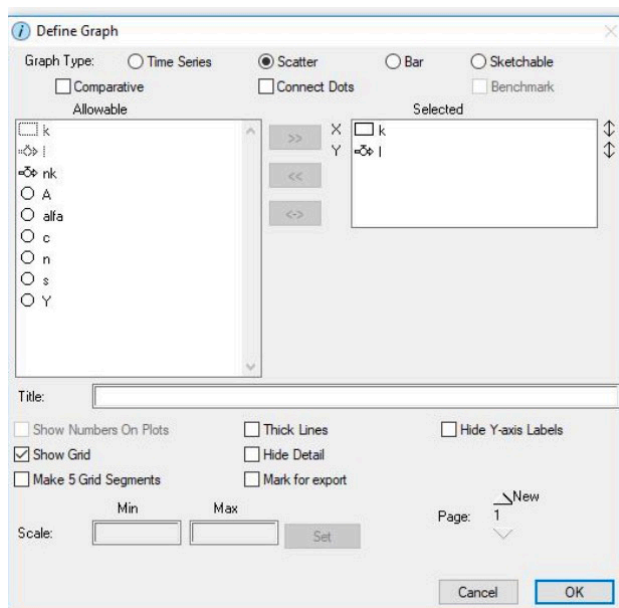 Define Graph
Graph Type: Time Series Scatter Bar Sketchable
Comparative Connect Dots Benchmark
Allowable Selected
k >> X k
l Y l
nk <<
A
alfa <->
c
n
s
Y
Title:
Show Numbers On Plots Thick Lines Hide Y-axis Labels
Show Grid Hide Detail
Make 5 Grid Segments Mark for export
Min Max New
Scale: Set Page: 1
Cancel OK